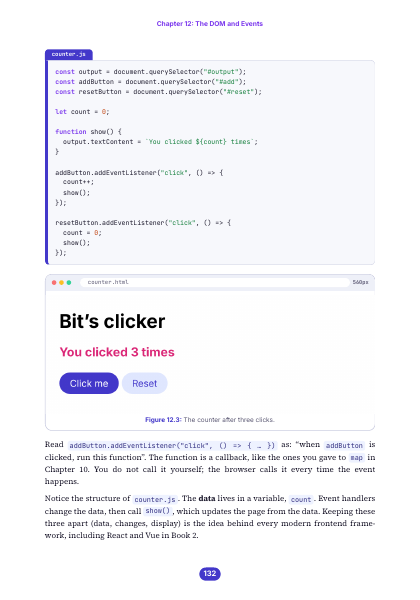 Chapter 12: The DOM and Events
counter.js
const output = document.querySelector("#output");
const addButton = document.querySelector("#add");
const resetButton = document.querySelector("#reset");
let count = 0;
function show() {
  output.textContent = `You clicked ${count} times`;
}
addButton.addEventListener("click", () => {
  count++;
  show();
});
resetButton.addEventListener("click", () => {
  count = 0;
  show();
});
counter.html 560px
Bit's clicker
You clicked 3 times
Click me Reset
Figure 12.3: The counter after three clicks.
Read addButton.addEventListener("click", () => { … }) as: “when addButton is
clicked, run this function”. The function is a callback, like the ones you gave to map in
Chapter 10. You do not call it yourself; the browser calls it every time the event
happens.
Notice the structure of counter.js. The data lives in a variable, count. Event handlers
change the data, then call show(), which updates the page from the data. Keeping these
three apart (data, changes, display) is the idea behind every modern frontend frame-
work, including React and Vue in Book 2.
132